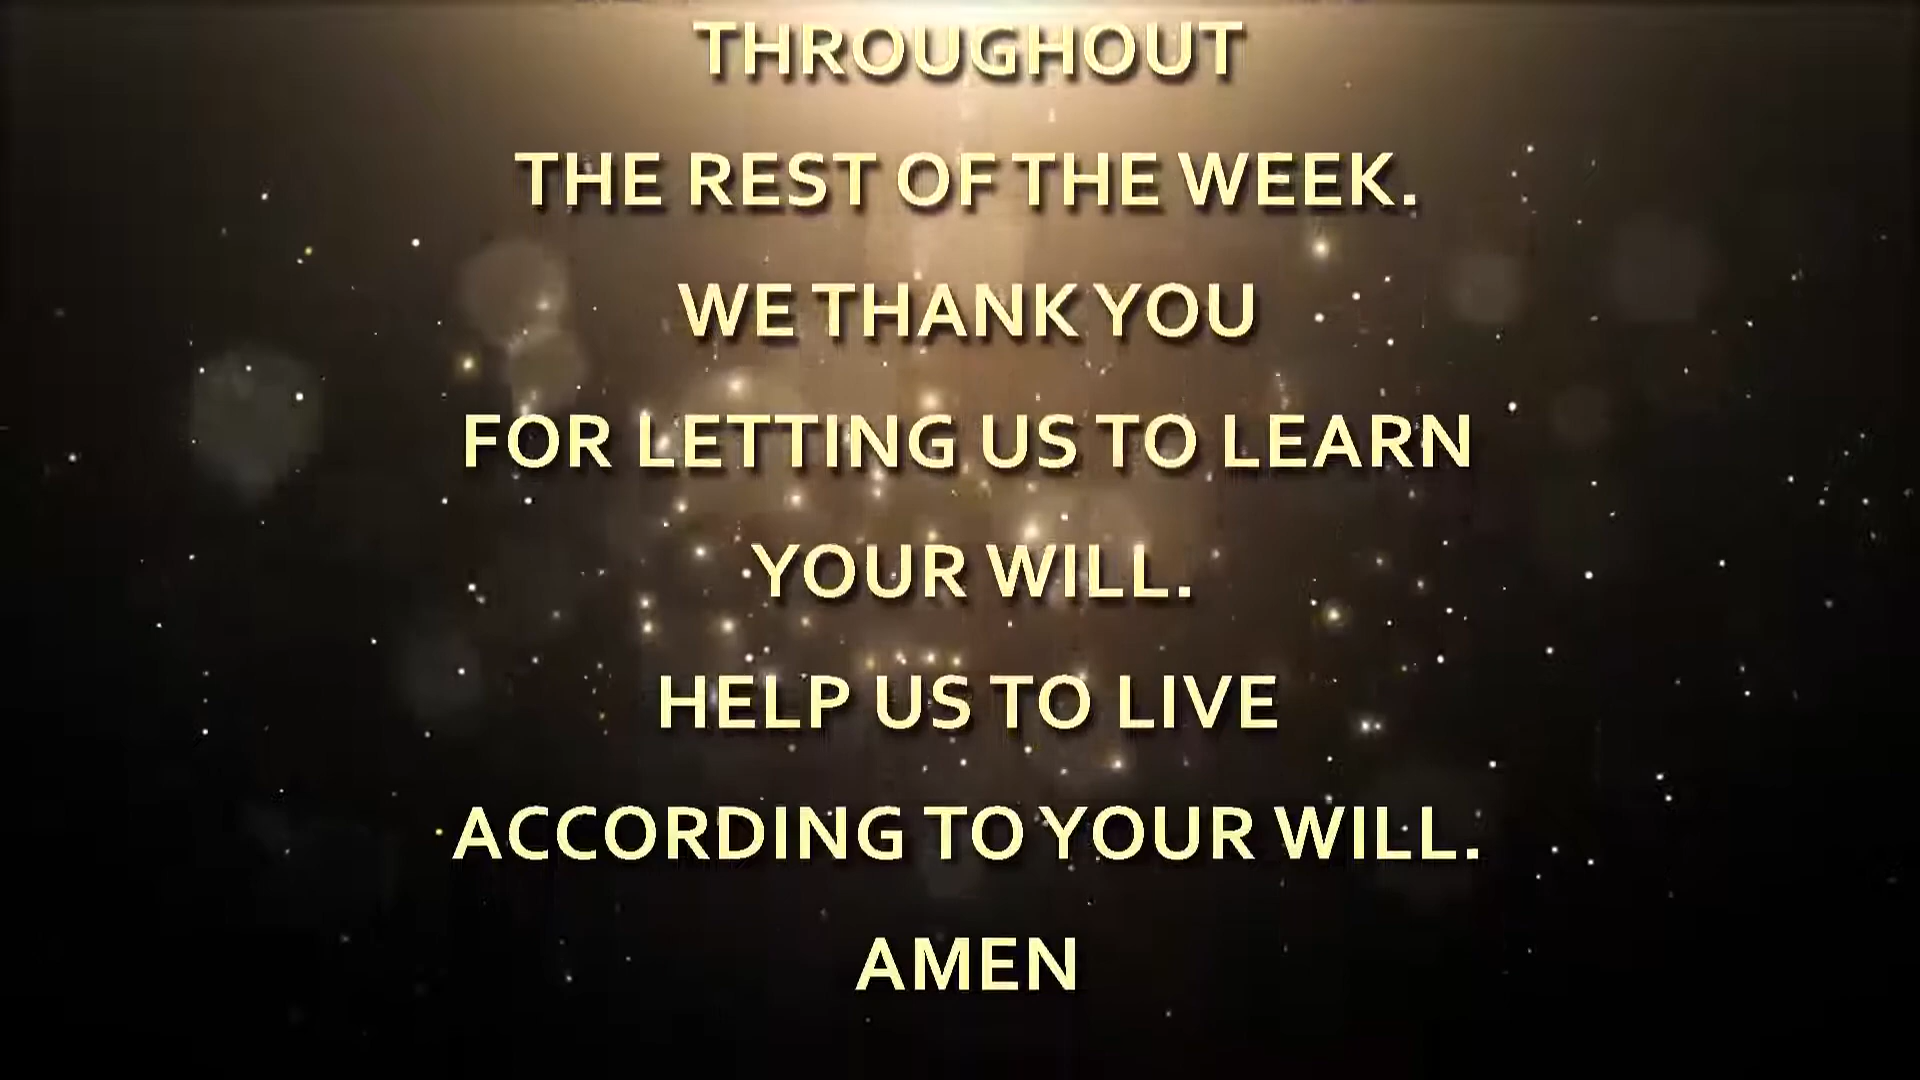 THROUGHOUT
THE REST OF THE WEEK.
WE THANK YOU
FOR LETTING US TO LEARN
YOUR WILL.
HELP US TO LIVE
ACCORDING TO YOUR WILL.
AMEN